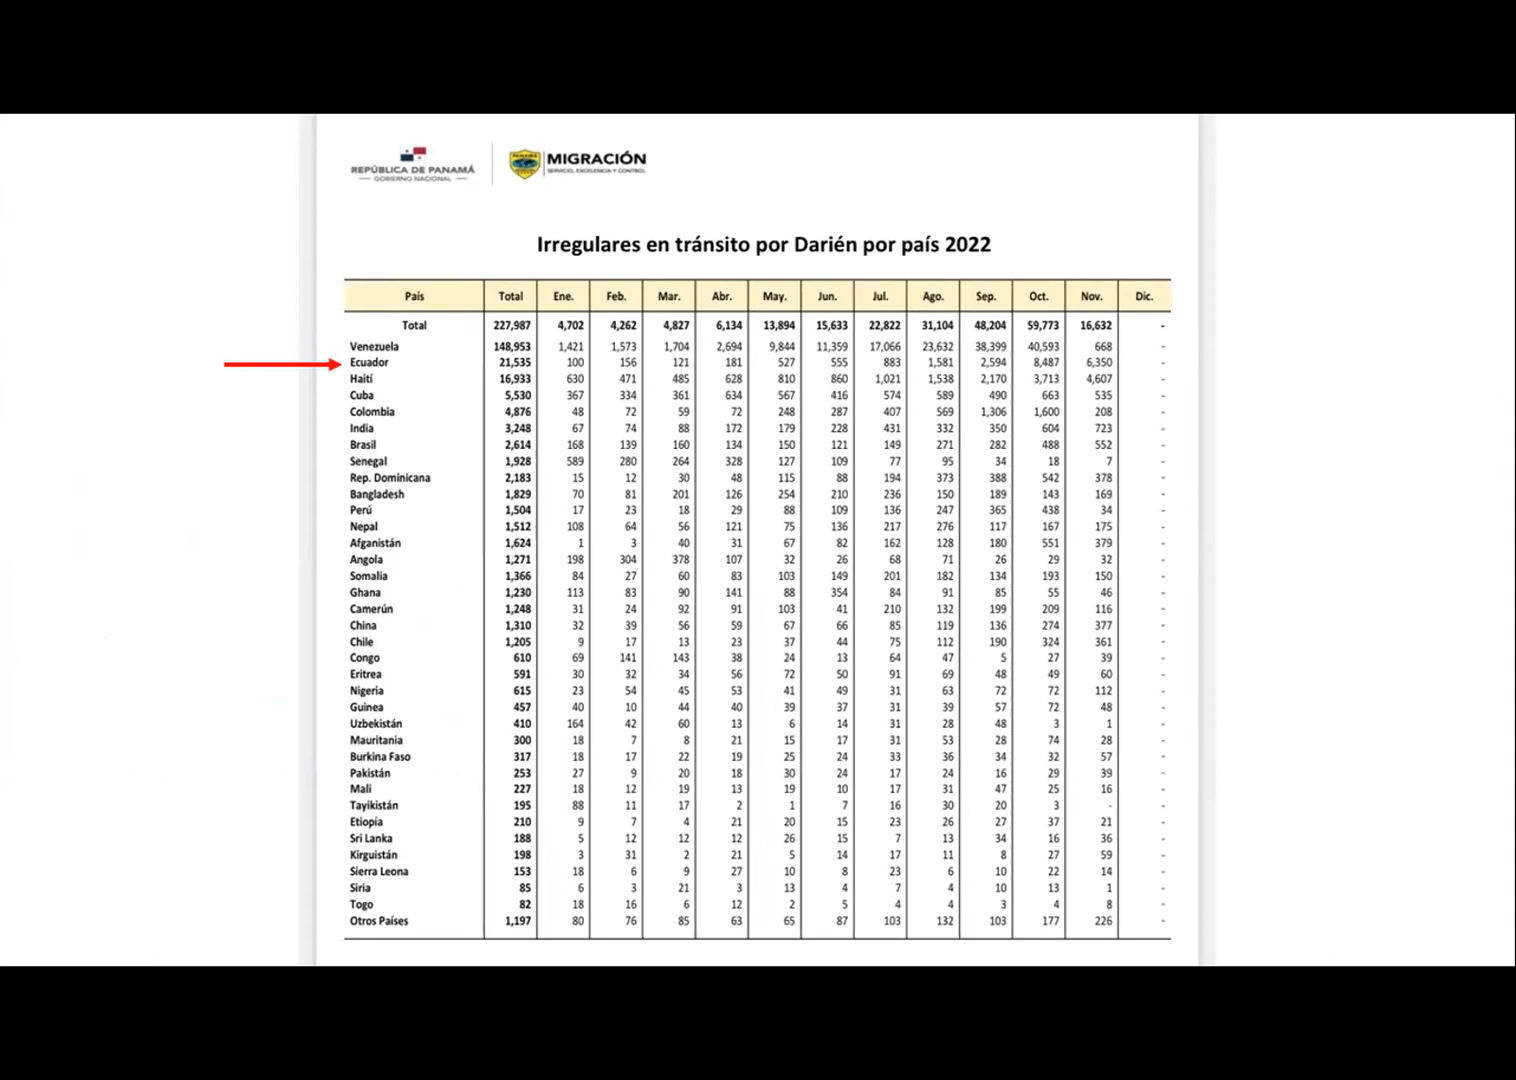 REPÚBLICA DE PANAMÁ
— GOBIERNO NACIONAL —
MIGRACIÓN
SERVICIO, EXCELENCIA Y CONTROL
Irregulares en tránsito por Darién por país 2022
País Total Ene. Feb. Mar. Abr. May. Jun. Jul. Ago. Sep. Oct. Nov. Dic.
Total 227,987 4,702 4,262 4,827 6,134 13,894 15,633 22,822 31,104 48,204 59,773 16,632 -
Venezuela 148,953 1,421 1,573 1,704 2,694 9,844 11,359 17,066 23,632 38,399 40,593 668 -
Ecuador 21,535 100 156 121 181 527 555 883 1,581 2,594 8,487 6,350 -
Haití 16,933 630 471 485 628 810 860 1,021 1,538 2,170 3,713 4,607 -
Cuba 5,530 367 334 361 634 567 416 574 589 490 663 535 -
Colombia 4,876 48 72 59 72 248 287 407 569 1,306 1,600 208 -
India 3,248 67 74 88 172 179 228 431 332 350 604 723 -
Brasil 2,614 168 139 160 134 150 121 149 271 282 488 552 -
Senegal 1,928 589 280 264 328 127 109 77 95 34 18 7 -
Rep. Dominicana 2,183 15 12 30 48 115 88 194 373 388 542 378 -
Bangladesh 1,829 70 81 201 126 254 210 236 150 189 143 169 -
Perú 1,504 17 23 18 29 88 109 136 247 365 438 34 -
Nepal 1,512 108 64 56 121 75 136 217 276 117 167 175 -
Afganistán 1,624 1 3 40 31 67 82 162 128 180 551 379 -
Angola 1,271 198 304 378 107 32 26 68 71 26 29 32 -
Somalia 1,366 84 27 60 83 103 149 201 182 134 193 150 -
Ghana 1,230 113 83 90 141 88 354 84 91 85 55 46 -
Camerún 1,248 31 24 92 91 103 41 210 132 199 209 116 -
China 1,310 32 39 56 59 67 66 85 119 136 274 377 -
Chile 1,205 9 17 13 23 37 44 75 112 190 324 361 -
Congo 610 69 141 143 38 24 13 64 47 5 27 39 -
Eritrea 591 30 32 34 56 72 50 91 69 48 49 60 -
Nigeria 615 23 54 45 53 41 49 31 63 72 72 112 -
Guinea 457 40 10 44 40 39 37 31 39 57 72 48 -
Uzbekistán 410 164 42 60 13 6 14 31 28 48 3 1 -
Mauritania 300 18 7 8 21 15 17 31 53 28 74 28 -
Burkina Faso 317 18 17 22 19 25 24 33 36 34 32 57 -
Pakistán 253 27 9 20 18 30 24 17 24 16 29 39 -
Mali 227 18 12 19 13 19 10 17 31 47 25 16 -
Tayikistán 195 88 11 17 2 1 7 16 30 20 3 - -
Etiopía 210 9 7 4 21 20 15 23 26 27 37 21 -
Sri Lanka 188 5 12 12 12 26 15 7 13 34 16 36 -
Kirguistán 198 3 31 2 21 5 14 17 11 8 27 59 -
Sierra Leona 153 18 6 9 27 10 8 23 6 10 22 14 -
Siria 85 6 3 21 3 13 4 7 4 10 13 1 -
Togo 82 18 16 6 12 2 5 4 4 3 4 8 -
Otros Países 1,197 80 76 85 63 65 87 103 132 103 177 226 -